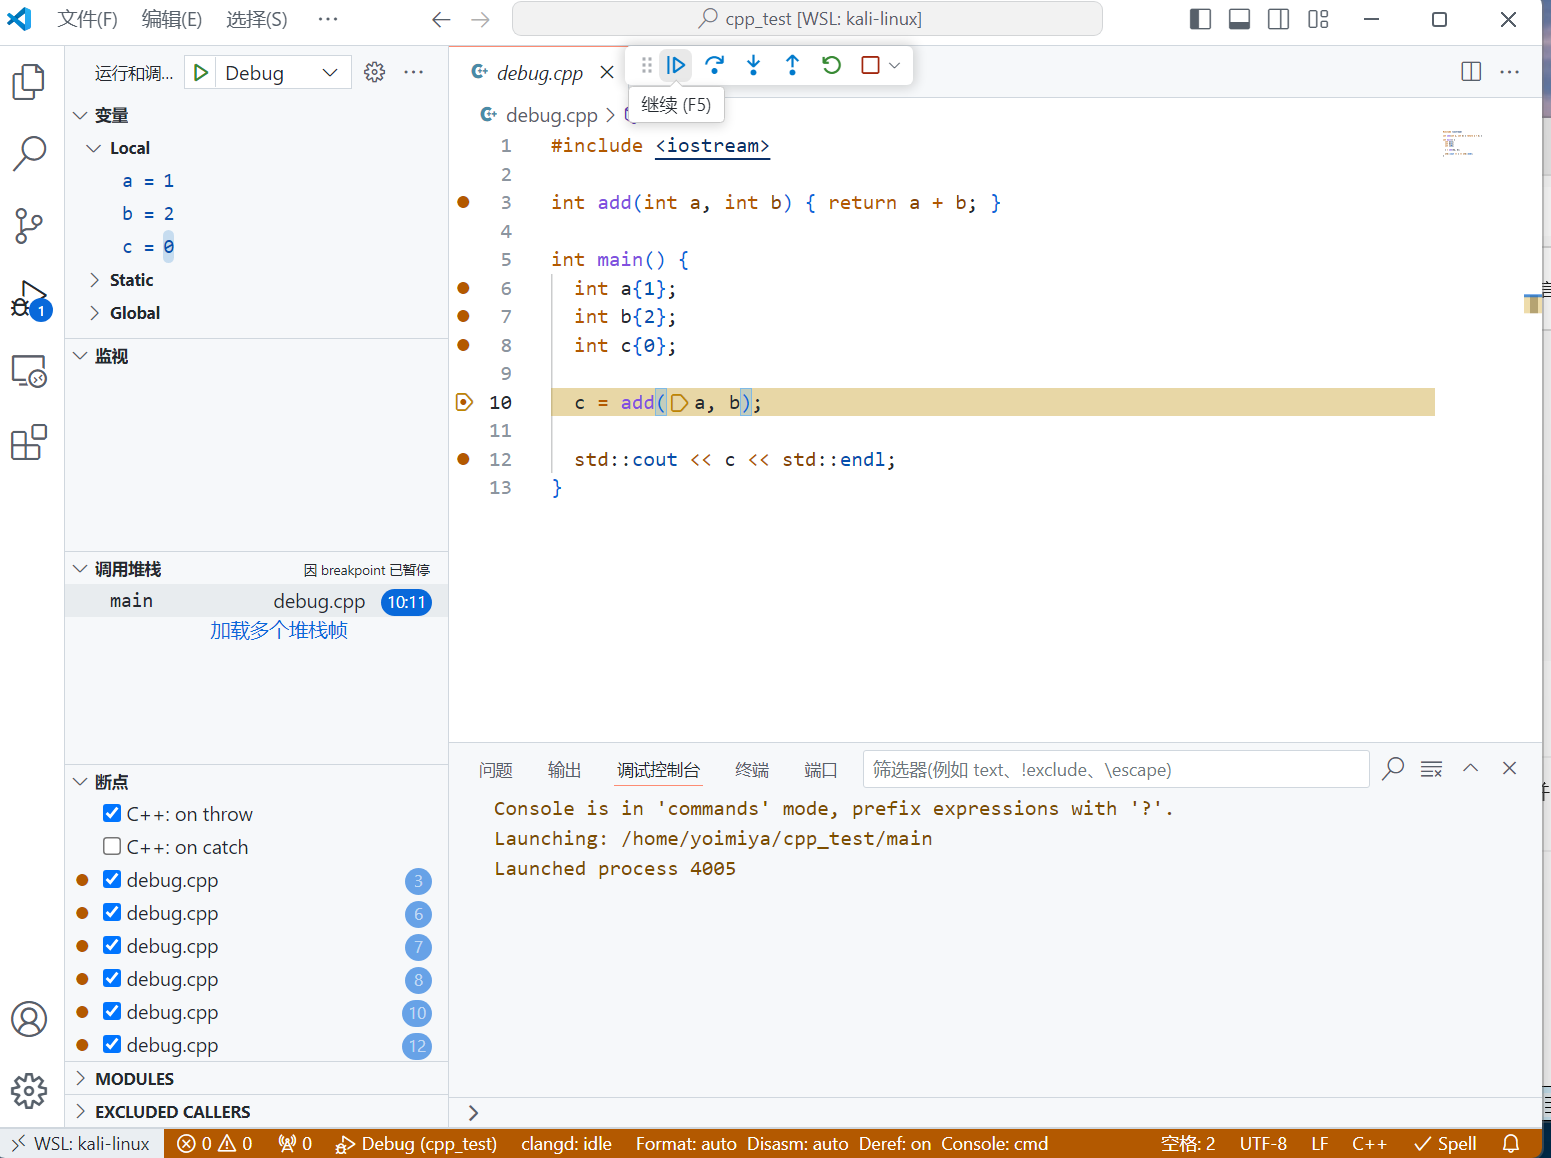 文件(F) 编辑(E) 选择(S) ··· cpp_test [WSL: kali-linux]
运行和调... Debug ···
变量
Local
a = 1
b = 2
c = 0
Static
Global
监视
调用堆栈 因 breakpoint 已暂停
main debug.cpp 10:11
加载多个堆栈帧
断点
C++: on throw
C++: on catch
debug.cpp 3
debug.cpp 6
debug.cpp 7
debug.cpp 8
debug.cpp 10
debug.cpp 12
MODULES
EXCLUDED CALLERS
1
debug.cpp
继续 (F5)
debug.cpp >
1 #include <iostream>
2
3 int add(int a, int b) { return a + b; }
4
5 int main() {
6 int a{1};
7 int b{2};
8 int c{0};
9
10 c = add(a, b);
11
12 std::cout << c << std::endl;
13 }
问题 输出 调试控制台 终端 端口 筛选器(例如 text、!exclude、\escape)
Console is in 'commands' mode, prefix expressions with '?'.
Launching: /home/yoimiya/cpp_test/main
Launched process 4005
>
WSL: kali-linux 0 0 0 Debug (cpp_test) clangd: idle Format: auto Disasm: auto Deref: on Console: cmd 空格: 2 UTF-8 LF C++ Spell